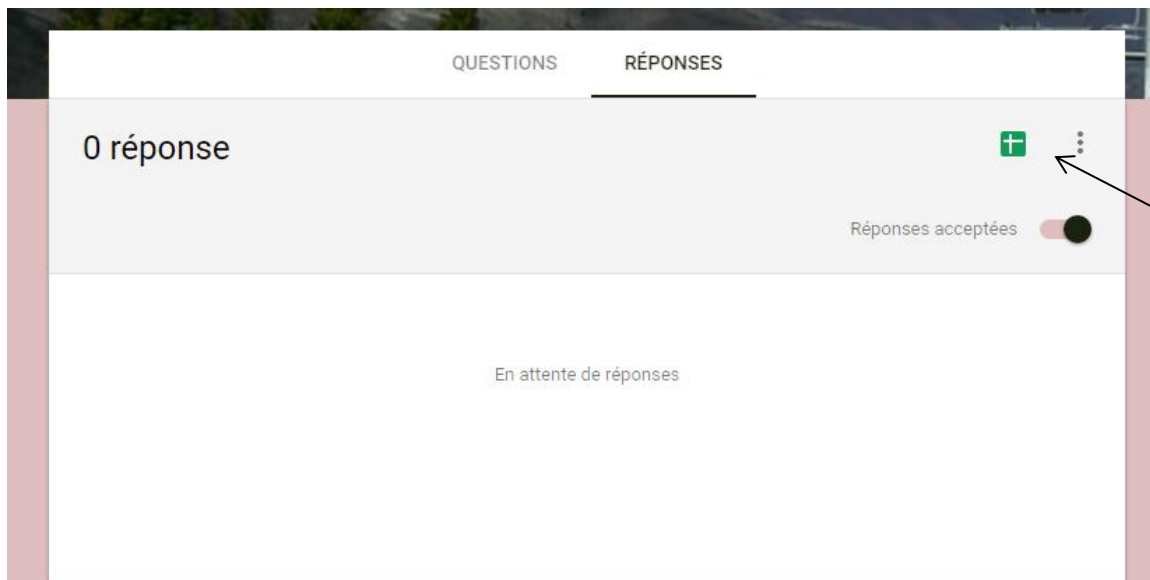 QUESTIONS RÉPONSES
0 réponse
Réponses acceptées
En attente de réponses